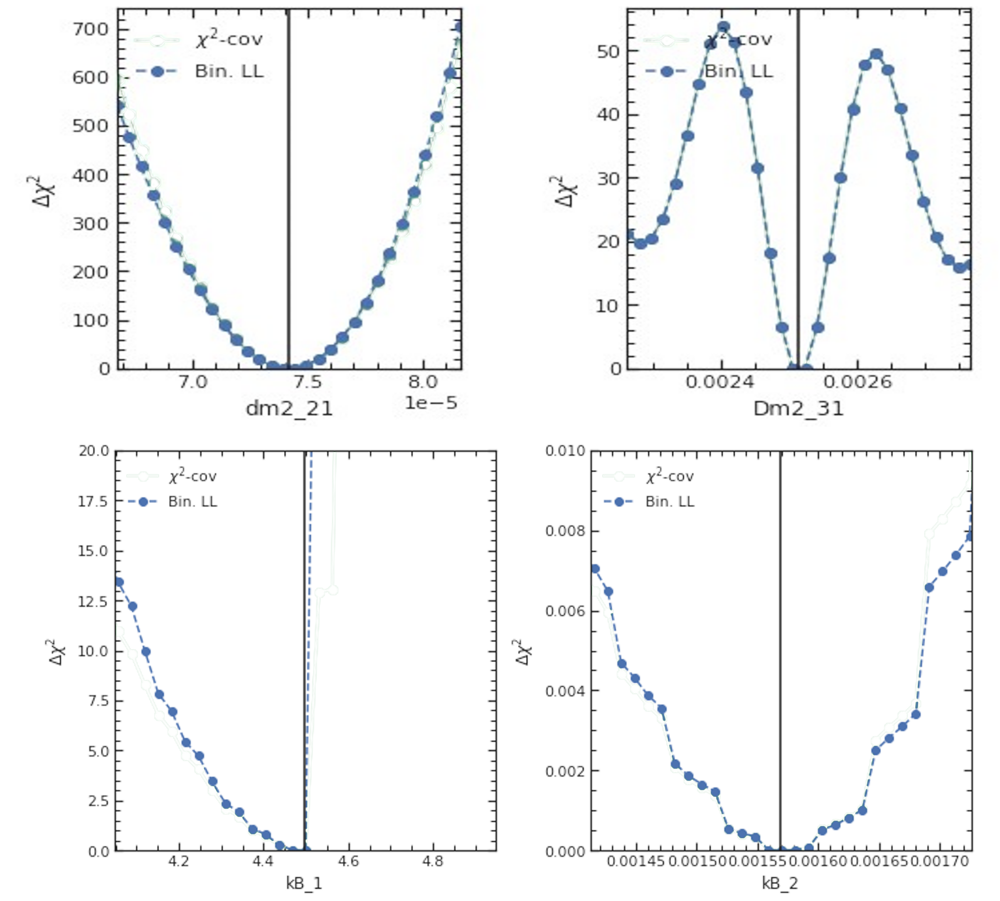 700
600
500
400
300
200
100
0
Δχ²
χ²-cov
Bin. LL
7.0 7.5 8.0
1e−5
dm2_21
50
40
30
20
10
0
Δχ²
χ²-cov
Bin. LL
0.0024 0.0026
Dm2_31
20.0
17.5
15.0
12.5
10.0
7.5
5.0
2.5
0.0
Δχ²
χ²-cov
Bin. LL
4.2 4.4 4.6 4.8
kB_1
0.010
0.008
0.006
0.004
0.002
0.000
Δχ²
χ²-cov
Bin. LL
0.00145 0.00150 0.00155 0.00160 0.00165 0.00170
kB_2